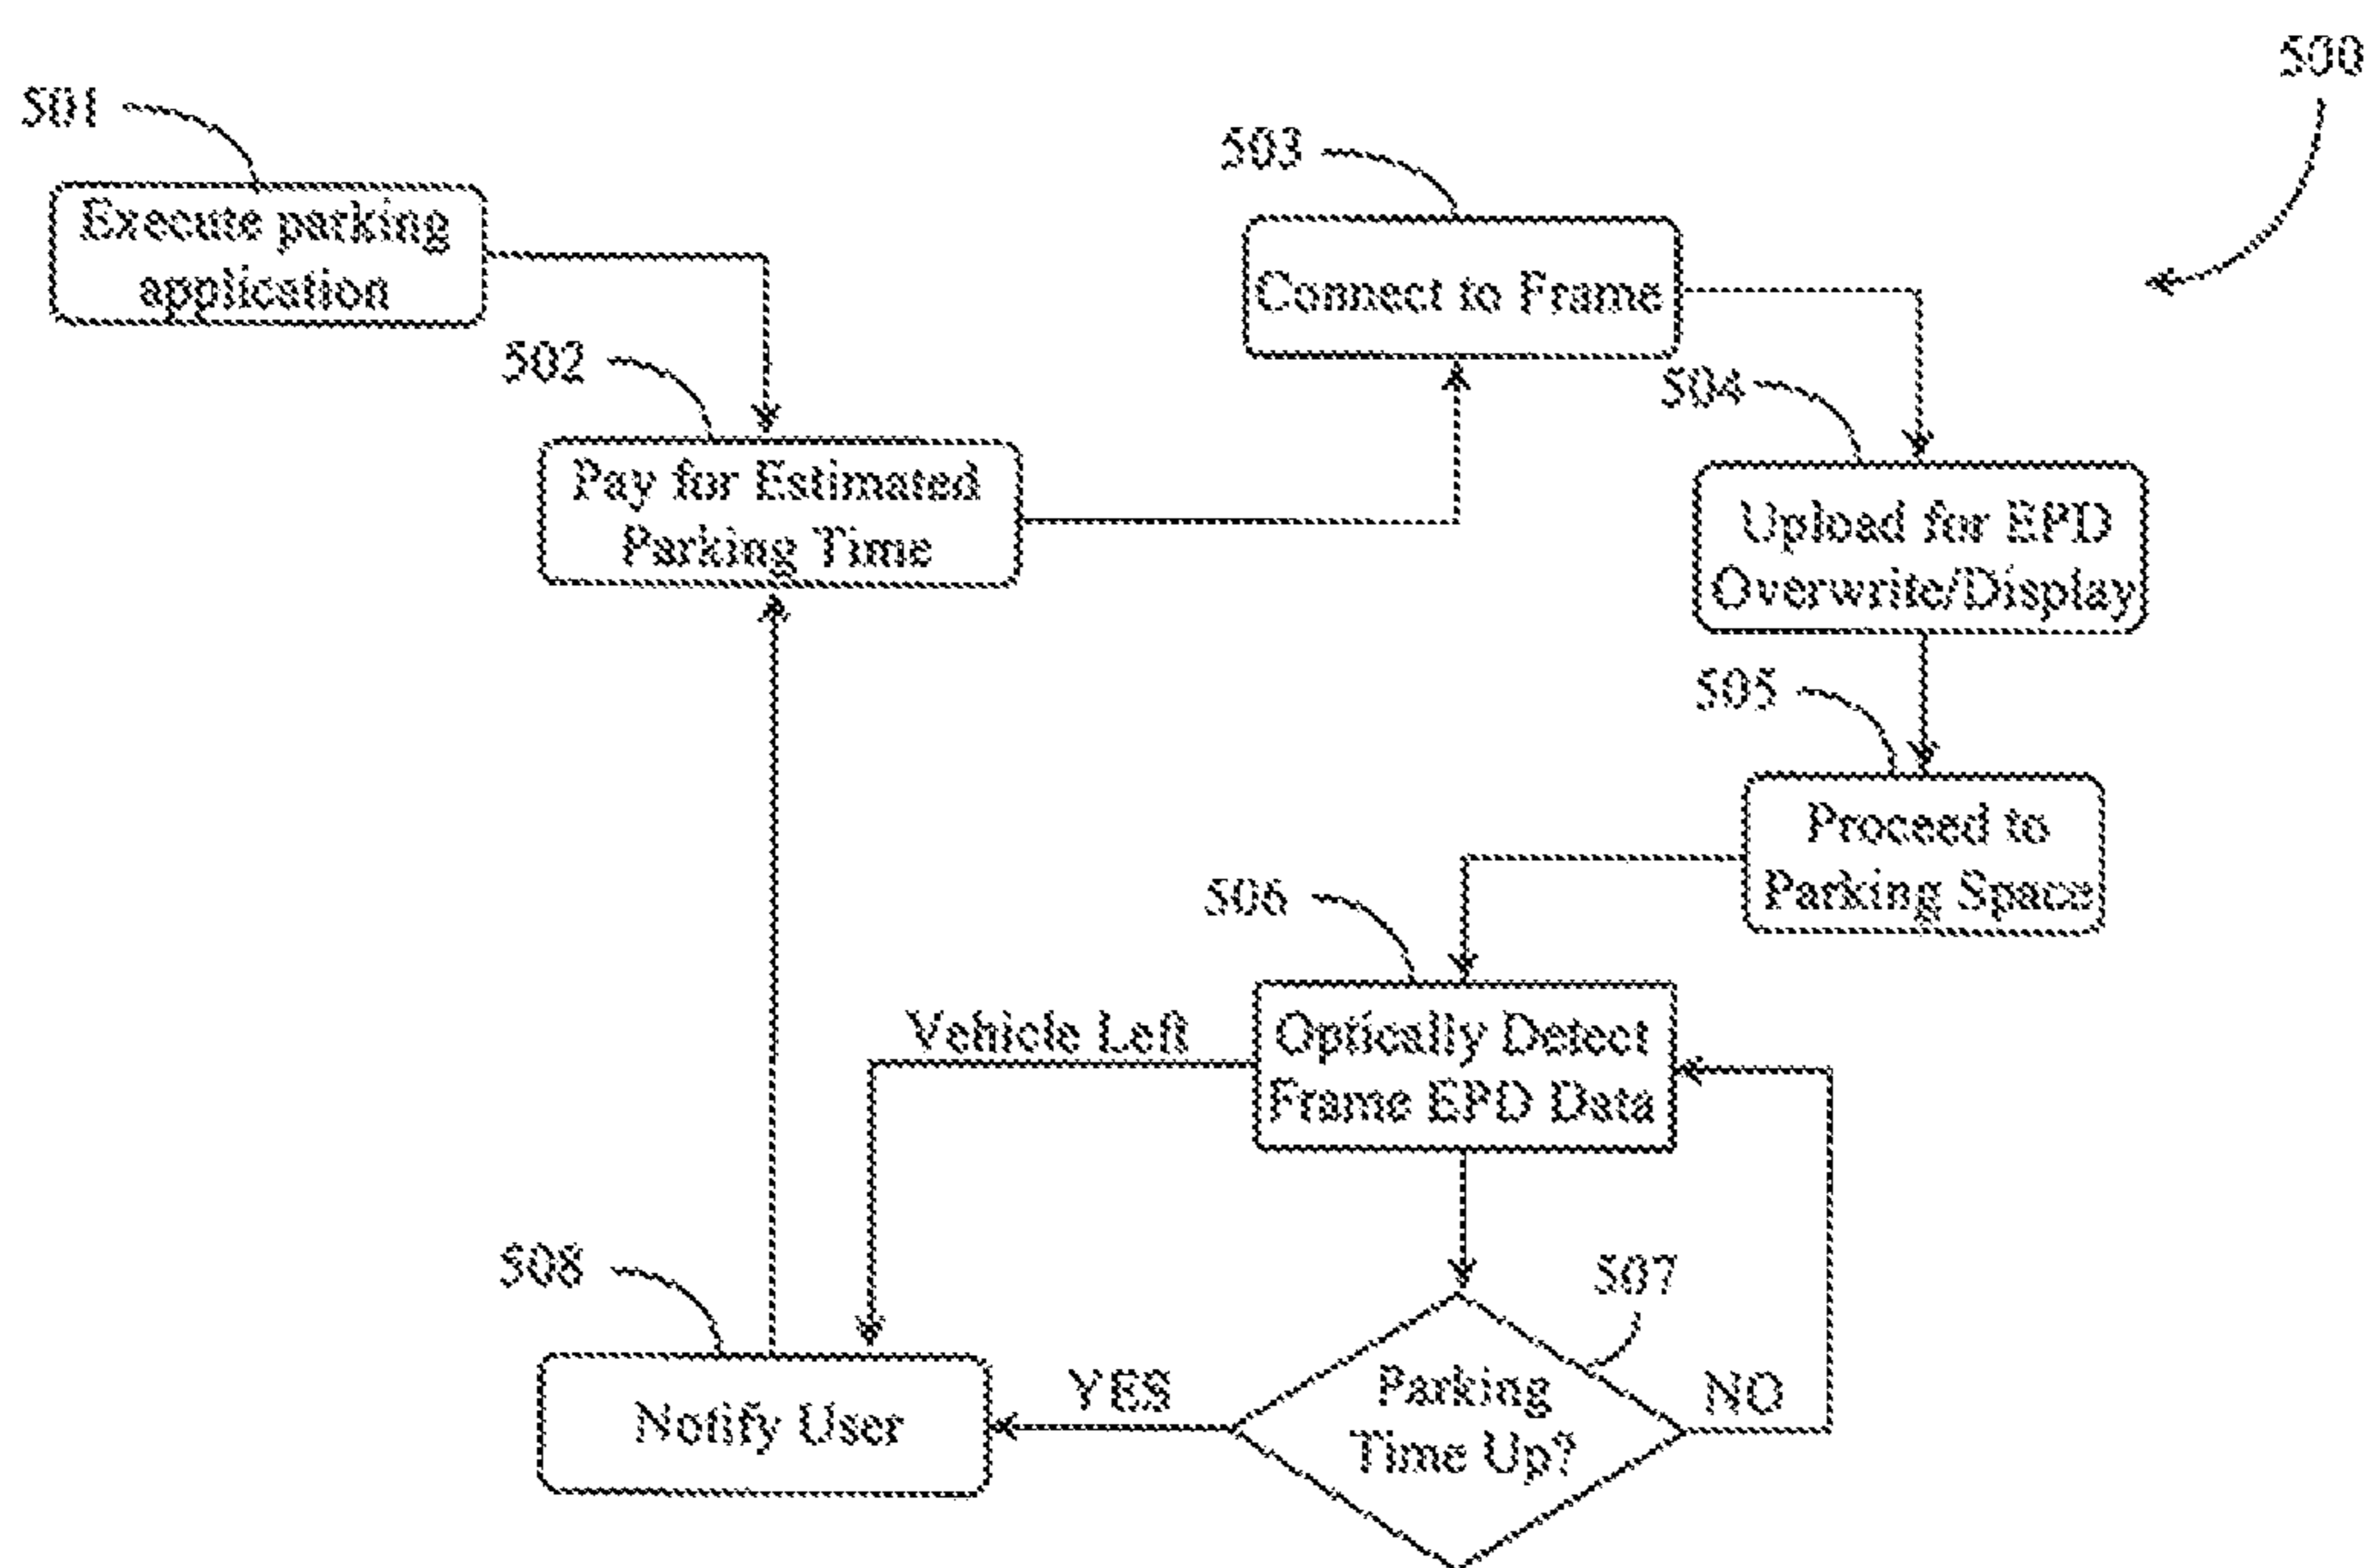 500
501
Execute parking
application
502
Pay for Estimated
Parking Time
503
Connect to Frame
504
Upload for EPD
Overwrite/Display
505
Proceed to
Parking Space
506
Optically Detect
Frame EPD Data
Vehicle Left
507
Parking
Time Up?
NO
YES
508
Notify User